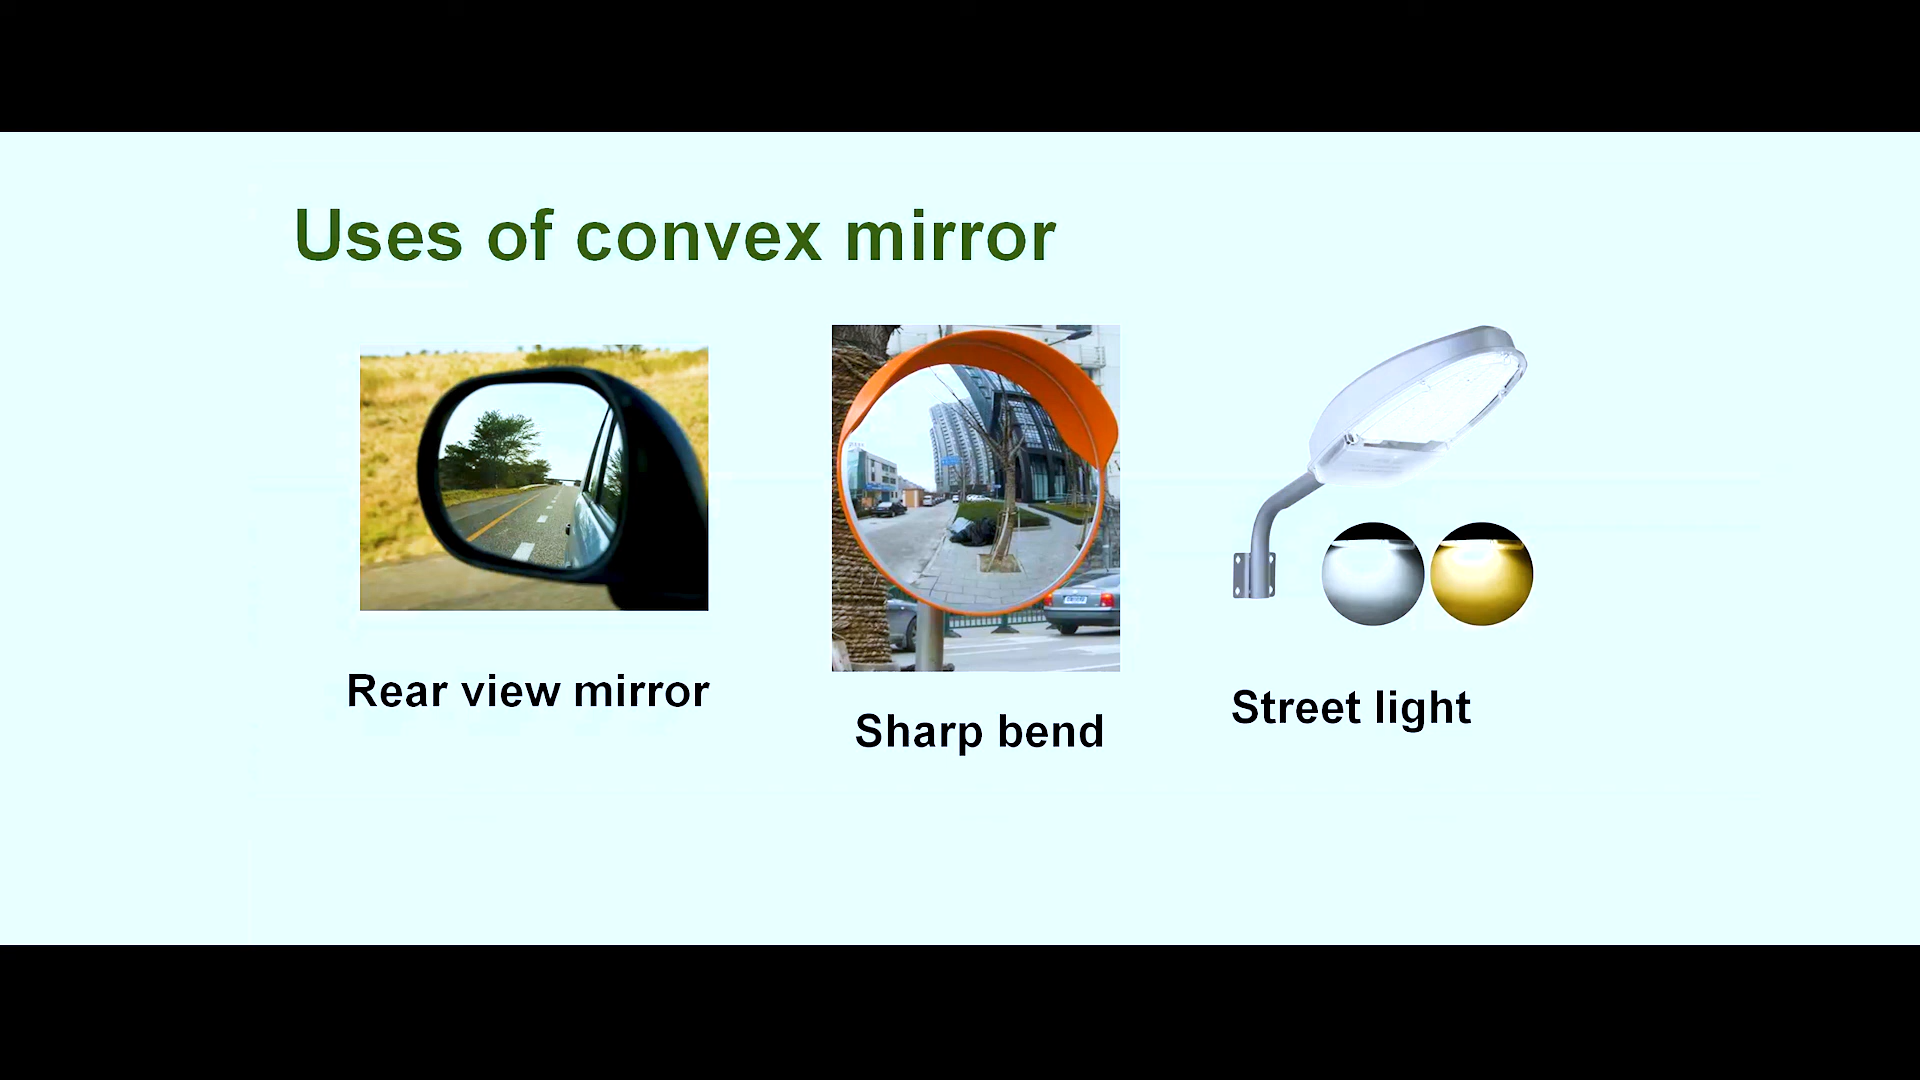 Uses of convex mirror
Rear view mirror
Sharp bend
Street light